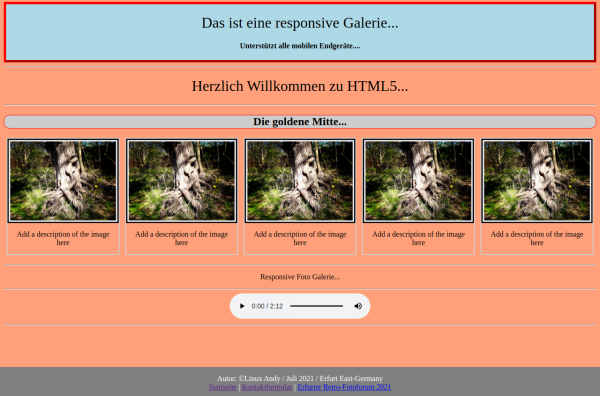 Das ist eine responsive Galerie...
Unterstützt alle mobilen Endgeräte....
Herzlich Willkommen zu HTML5...
Die goldene Mitte...
Add a description of the image here
Add a description of the image here
Add a description of the image here
Add a description of the image here
Add a description of the image here
Responsive Foto Galerie...
0:00 / 2:12
Autor: ©Linux Andy / Juli 2021 / Erfurt East-Germany
Startseite | Kontaktformular | Erfurter Retro-Fotoforum 2021